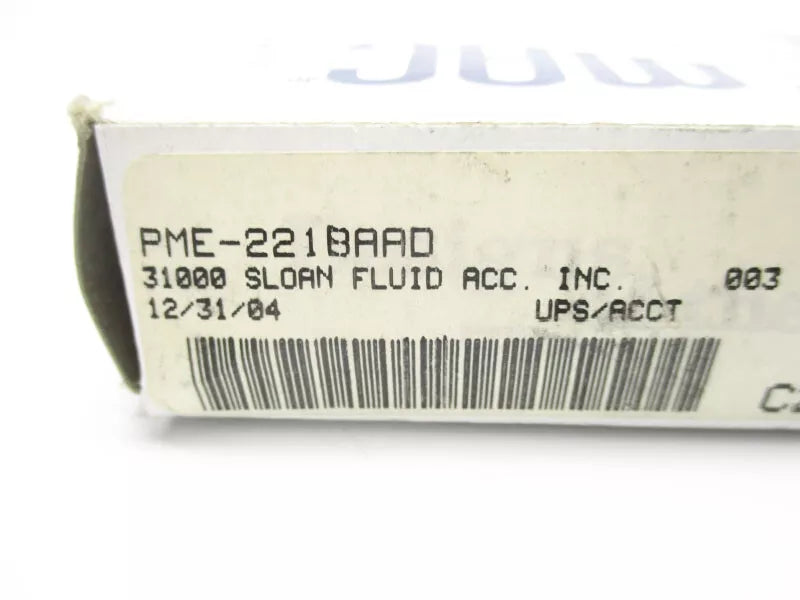 PME-221BAAD
31000 SLOAN FLUID ACC. INC. 003
12/31/04 UPS/ACCT